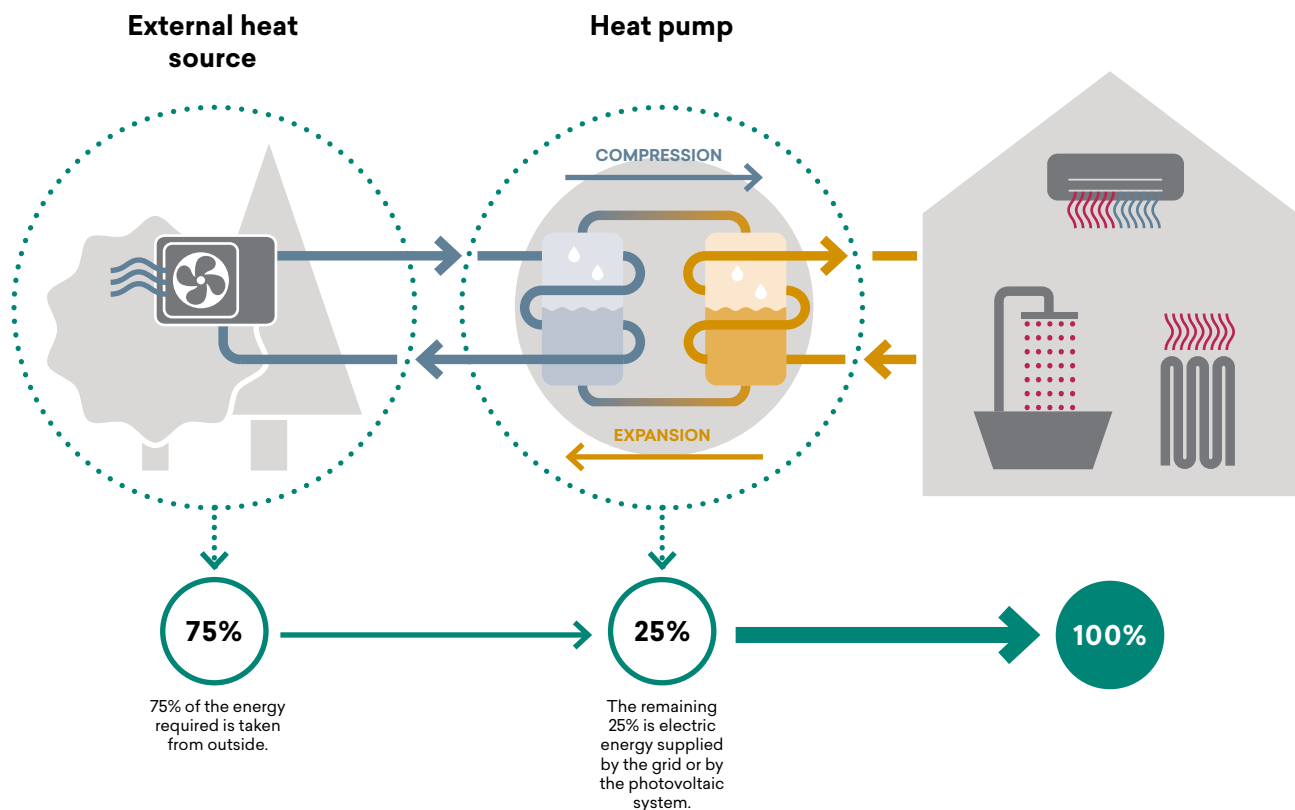 External heat
source
Heat pump
COMPRESSION
EXPANSION
75%
25%
100%
75% of the energy
required is taken
from outside.
The remaining
25% is electric
energy supplied
by the grid or by
the photovoltaic
system.